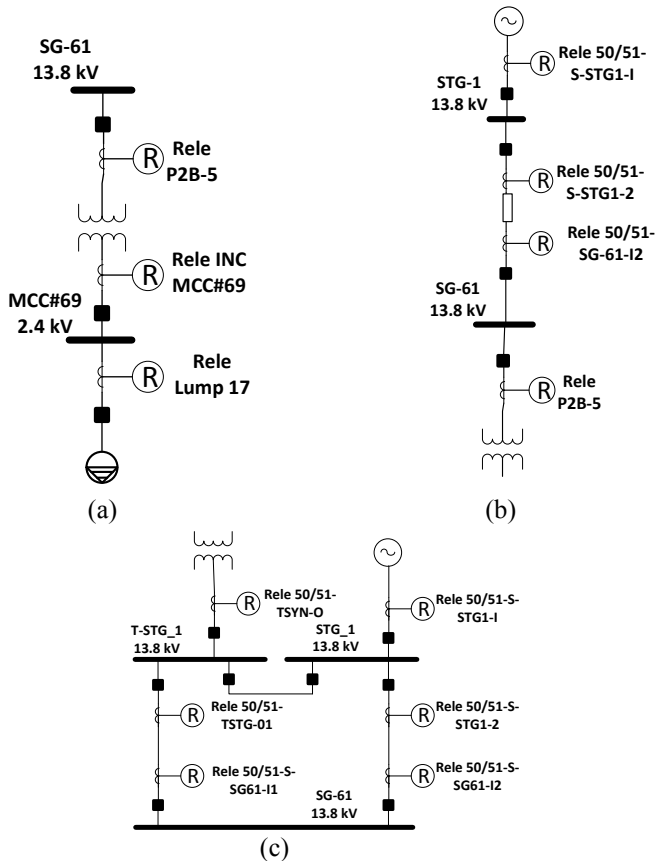 SG-61
13.8 kV
R
Rele
P2B-5
R
Rele INC
MCC#69
MCC#69
2.4 kV
R
Rele
Lump 17
(a)
R
Rele 50/51-
S-STG1-I
STG-1
13.8 kV
R
Rele 50/51-
S-STG1-2
R
Rele 50/51-
SG-61-I2
SG-61
13.8 kV
R
Rele
P2B-5
(b)
R
Rele 50/51-
TSYN-O
R
Rele 50/51-S-
STG1-I
T-STG_1
13.8 kV
STG_1
13.8 kV
R
Rele 50/51-
TSTG-01
R
Rele 50/51-S-
STG1-2
R
Rele 50/51-S-
SG61-I1
R
Rele 50/51-S-
SG61-I2
SG-61
13.8 kV
(c)